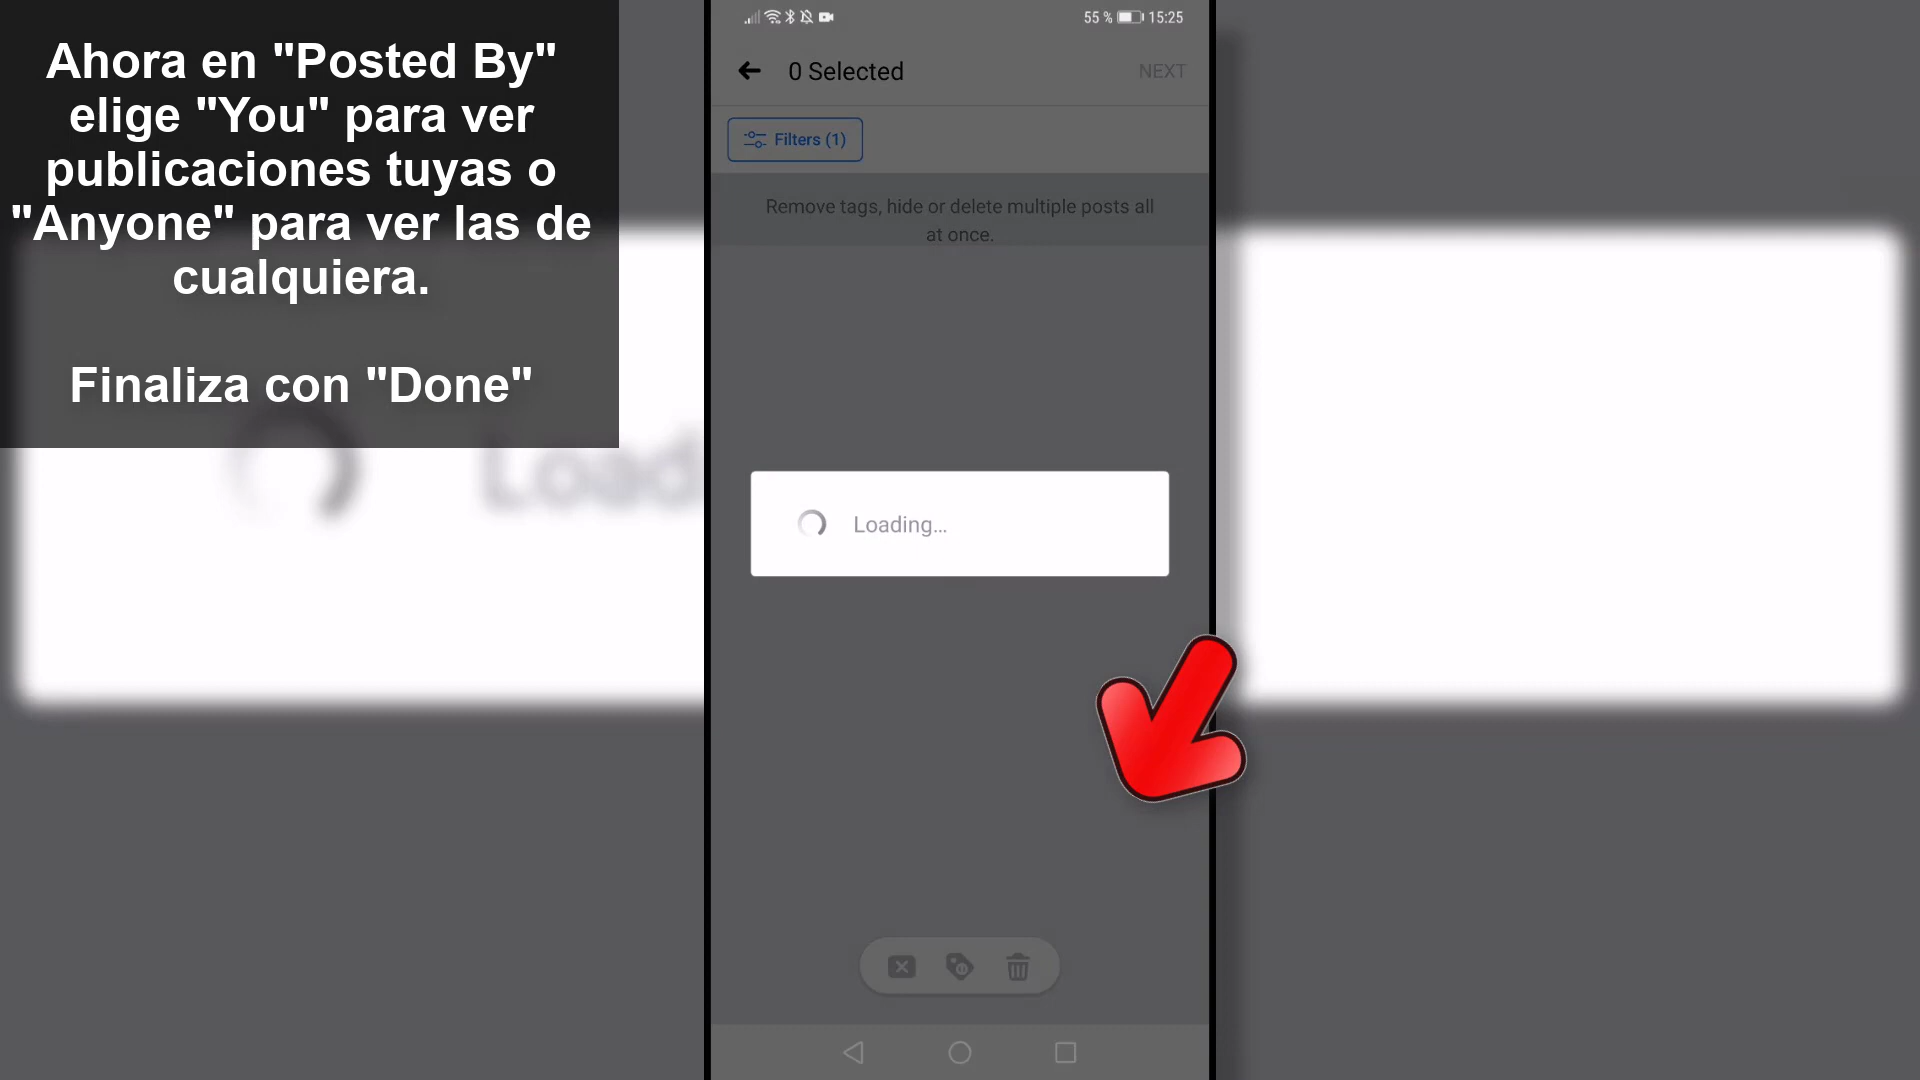 Ahora en "Posted By"
elige "You" para ver
publicaciones tuyas o
"Anyone" para ver las de
cualquiera.
Finaliza con "Done"
55 % 15:25
0 Selected
NEXT
Filters (1)
Remove tags, hide or delete multiple posts all
at once.
Loading...
Load